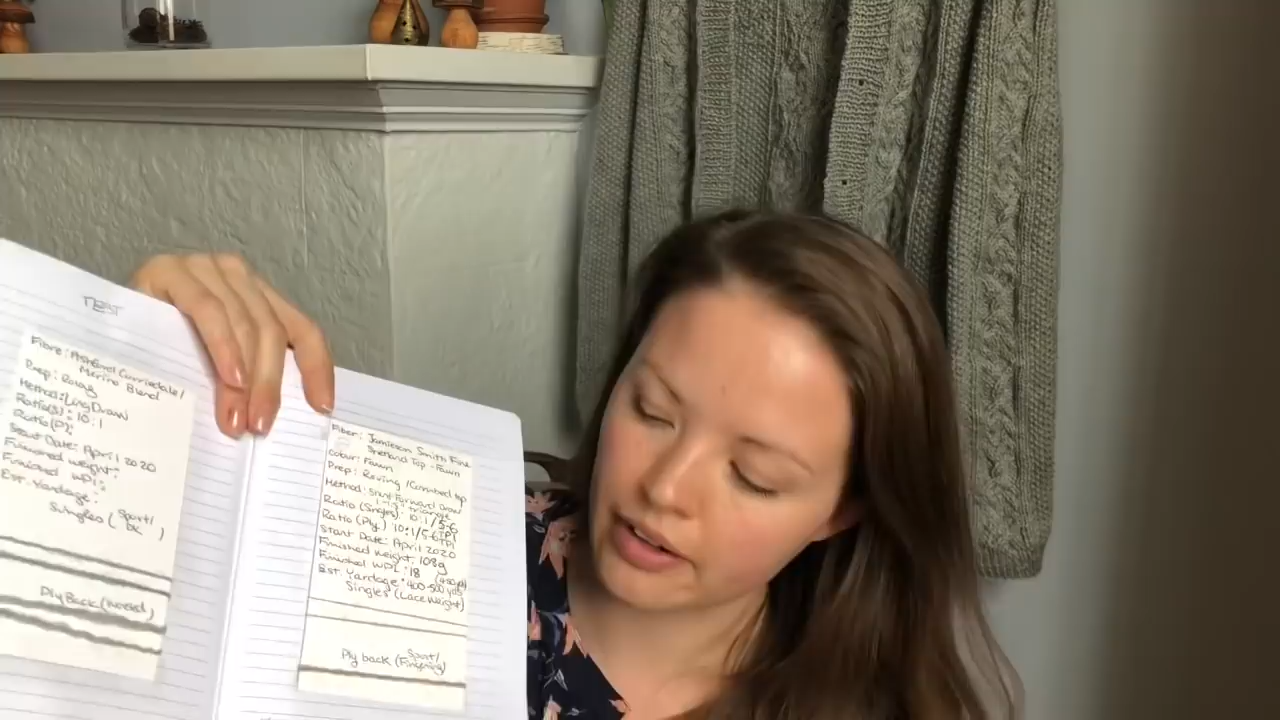 TEST
Fibre: Ashford Corriedale/
Merino Blend
Prep: Roving
Method: Long Draw
Ratio(s): 10:1
Ratio(P):
Start Date: April 2020
Finished weight:
Finished WPI:
Est. Yardage:
Singles (Sport/
DK)
Ply Back (Worsted)
Fiber: Jamieson Smith Fine
Shetland Top - Fawn
Colour: Fawn
Prep: Roving / Combed top
Method: Short Forward Draw
Ratio (Singles): 10:1 / 5-6
Ratio (Ply): 10:1 / 5-6 TPI
Start Date: April 2020
Finished Weight: 108g
Finished WPI: 18
Est. Yardage: 400-500 yds
Singles (Lace Weight)
Ply back (Sport/
Fingering)